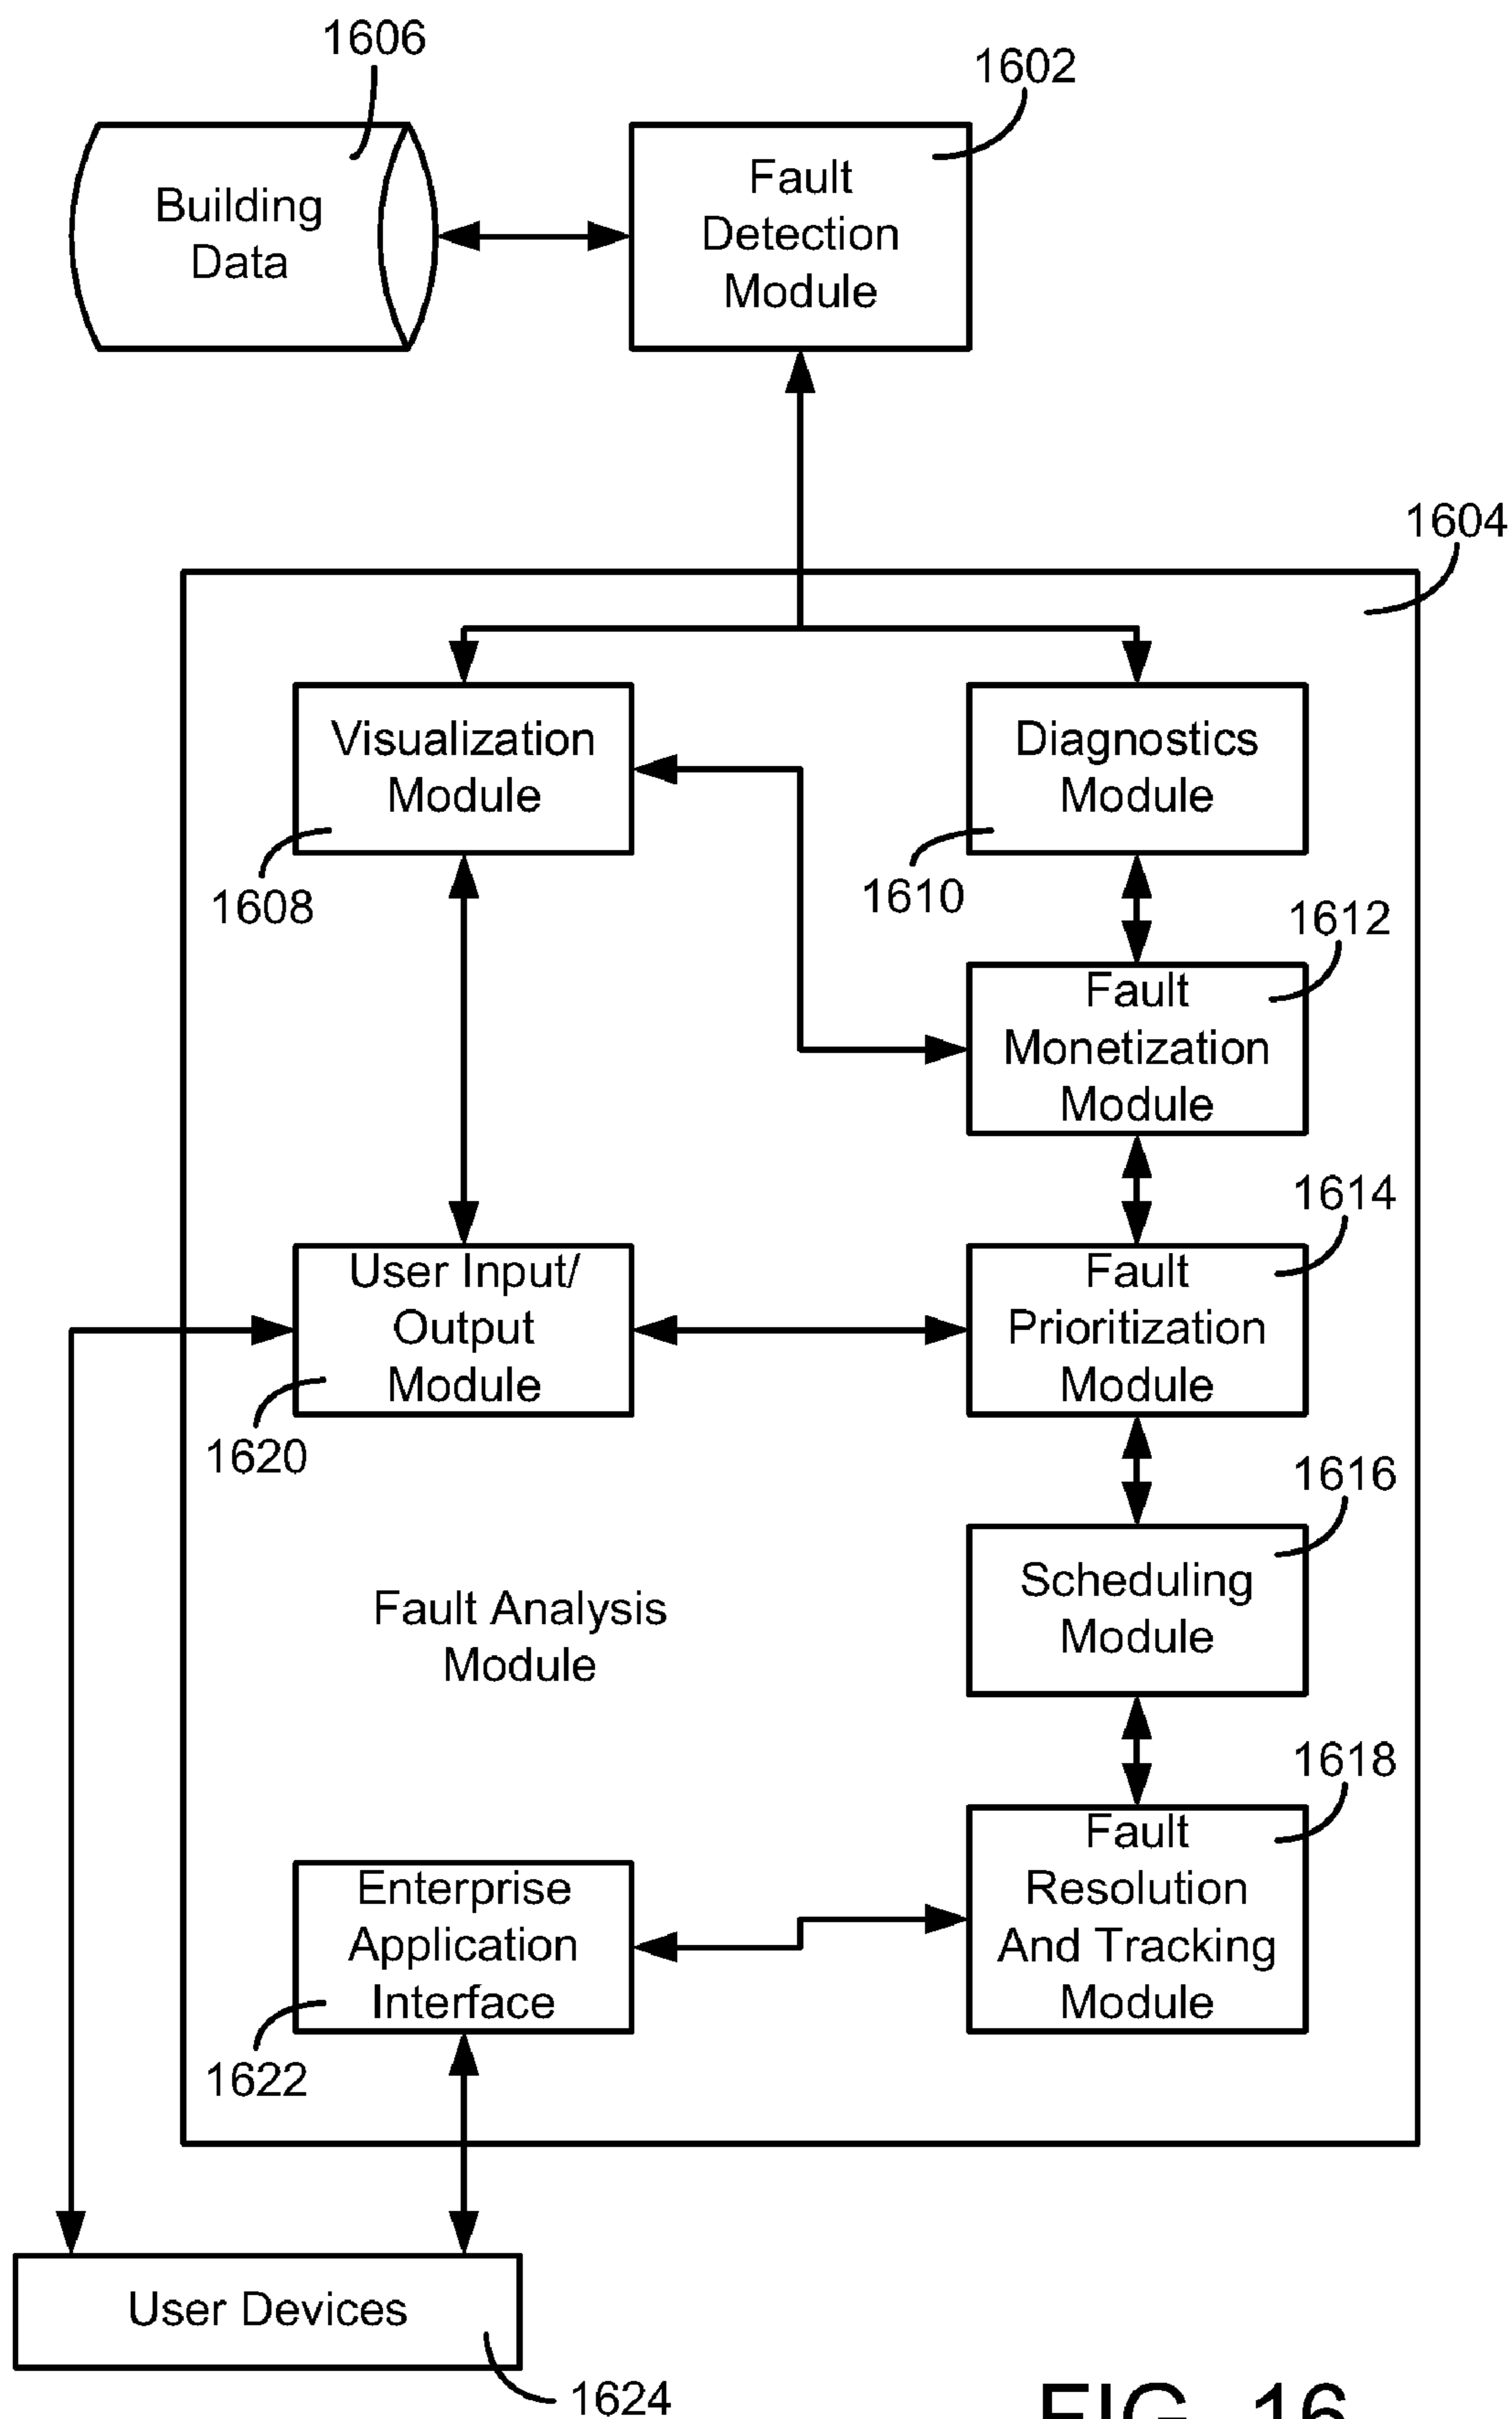 1606
1602
Building
Data
Fault
Detection
Module
1604
Visualization
Module
Diagnostics
Module
1608
1610
1612
Fault
Monetization
Module
1614
User Input/
Output
Module
Fault
Prioritization
Module
1620
1616
Scheduling
Module
Fault Analysis
Module
1618
Enterprise
Application
Interface
Fault
Resolution
And Tracking
Module
1622
User Devices
1624
FIG. 16